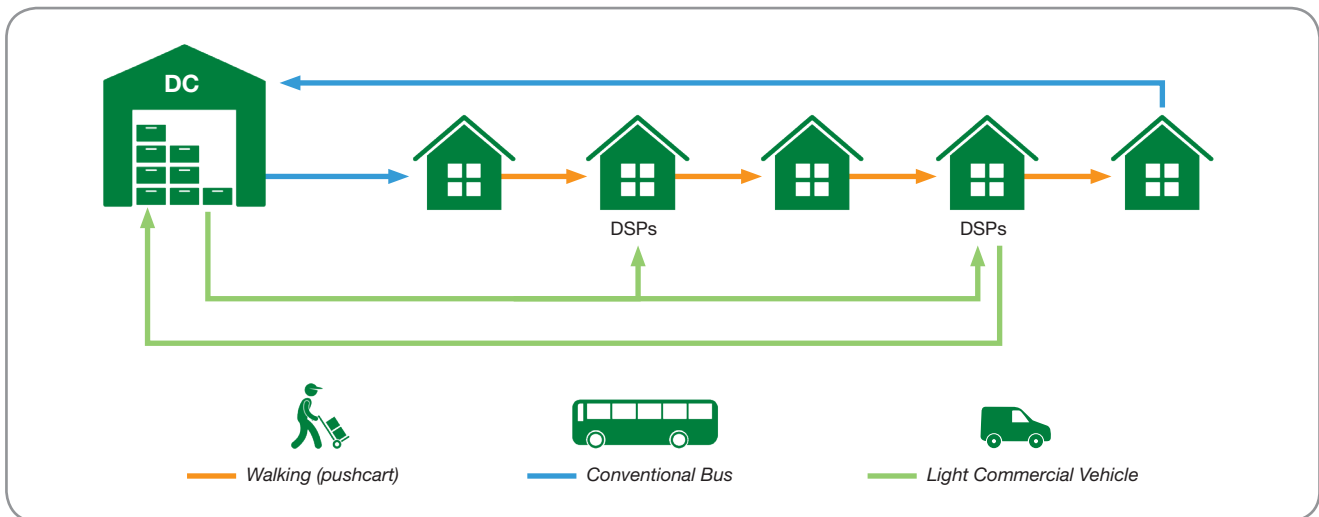 DC
DSPs
DSPs
Walking (pushcart)
Conventional Bus
Light Commercial Vehicle